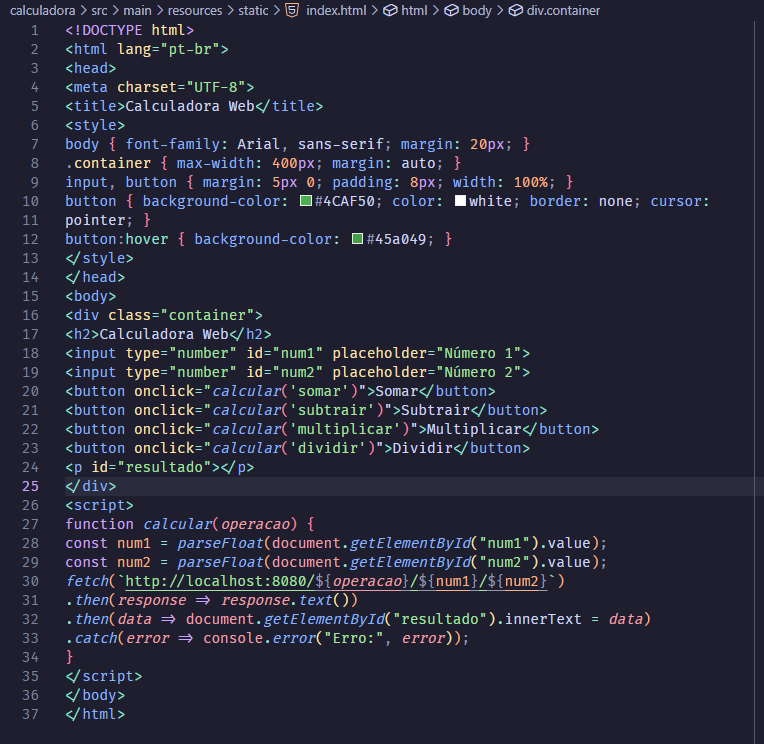 calculadora > src > main > resources > static > index.html > html > body > div.container
1 <!DOCTYPE html>
2 <html lang="pt-br">
3 <head>
4 <meta charset="UTF-8">
5 <title>Calculadora Web</title>
6 <style>
7 body { font-family: Arial, sans-serif; margin: 20px; }
8 .container { max-width: 400px; margin: auto; }
9 input, button { margin: 5px 0; padding: 8px; width: 100%; }
10 button { background-color: #4CAF50; color: white; border: none; cursor:
11 pointer; }
12 button:hover { background-color: #45a049; }
13 </style>
14 </head>
15 <body>
16 <div class="container">
17 <h2>Calculadora Web</h2>
18 <input type="number" id="num1" placeholder="Número 1">
19 <input type="number" id="num2" placeholder="Número 2">
20 <button onclick="calcular('somar')">Somar</button>
21 <button onclick="calcular('subtrair')">Subtrair</button>
22 <button onclick="calcular('multiplicar')">Multiplicar</button>
23 <button onclick="calcular('dividir')">Dividir</button>
24 <p id="resultado"></p>
25 </div>
26 <script>
27 function calcular(operacao) {
28 const num1 = parseFloat(document.getElementById("num1").value);
29 const num2 = parseFloat(document.getElementById("num2").value);
30 fetch(`http://localhost:8080/${operacao}/${num1}/${num2}`)
31 .then(response => response.text())
32 .then(data => document.getElementById("resultado").innerText = data)
33 .catch(error => console.error("Erro:", error));
34 }
35 </script>
36 </body>
37 </html>